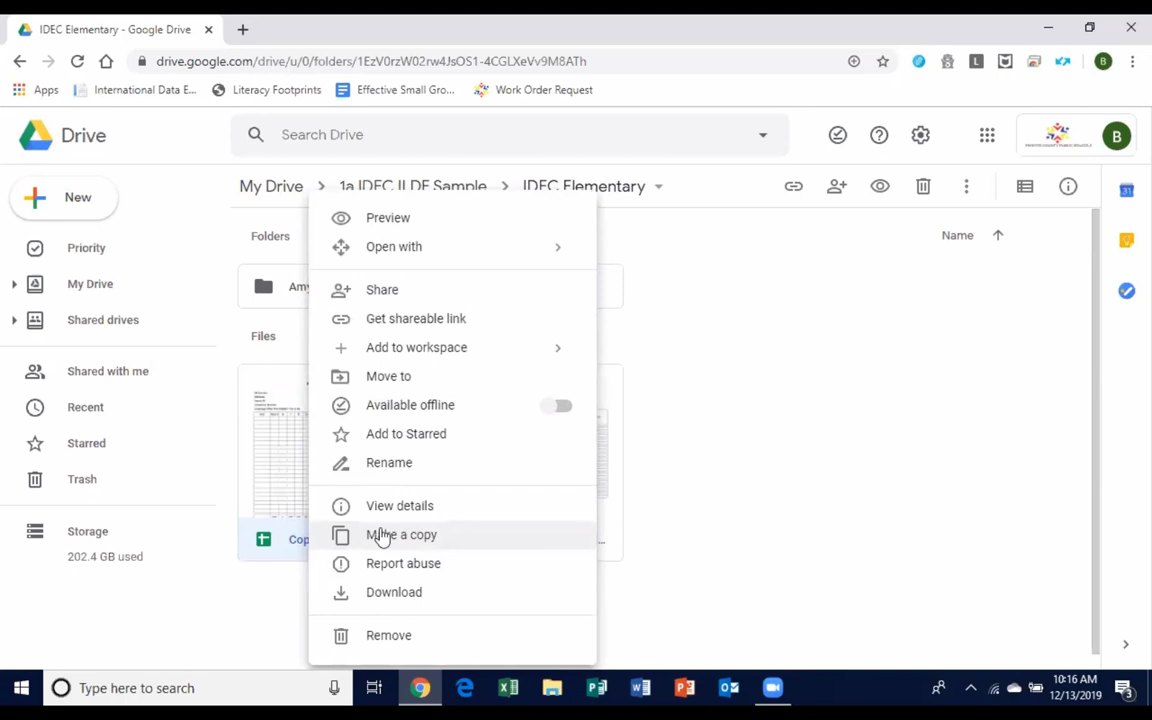 IDEC Elementary - Google Drive
drive.google.com/drive/u/0/folders/1EzV0rzW02rw4JsOS1-4CGLXeVv9M8ATh
L
B
Apps
International Data E...
Literacy Footprints
Effective Small Gro...
Work Order Request
Drive
Search Drive
B
New
My Drive
1a IDEC ILDE Sample
IDEC Elementary
31
Priority
My Drive
Shared drives
Shared with me
Recent
Starred
Trash
Storage
202.4 GB used
Folders
Name
Amy
Files
Cop
Preview
Open with
Share
Get shareable link
Add to workspace
Move to
Available offline
Add to Starred
Rename
View details
Make a copy
Report abuse
Download
Remove
Type here to search
10:16 AM
12/13/2019
3